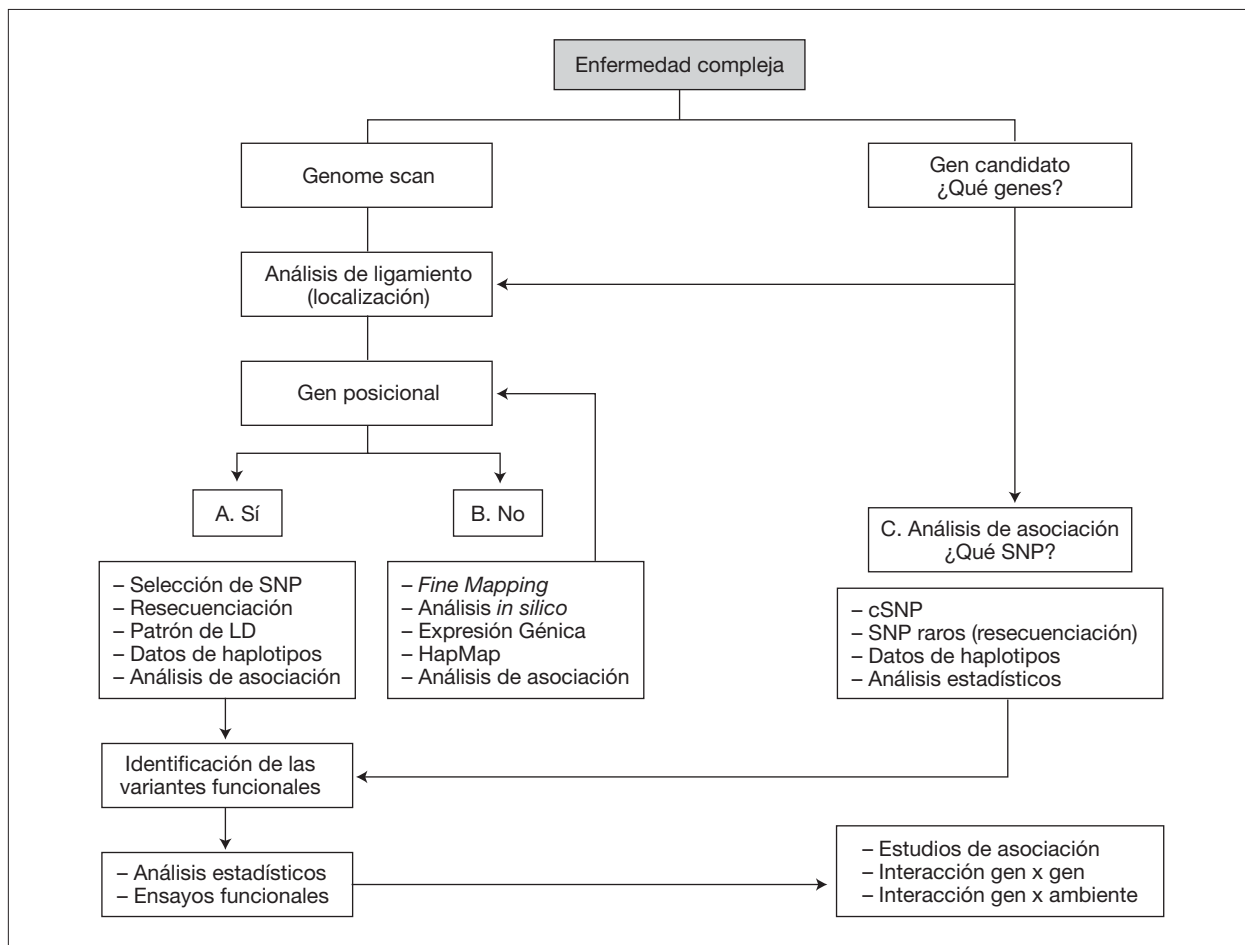 Enfermedad compleja
Genome scan
Gen candidato
¿Qué genes?
Análisis de ligamiento
(localización)
Gen posicional
A. Sí
B. No
C. Análisis de asociación
¿Qué SNP?
– Selección de SNP
– Resecuenciación
– Patrón de LD
– Datos de haplotipos
– Análisis de asociación
– Fine Mapping
– Análisis in silico
– Expresión Génica
– HapMap
– Análisis de asociación
– cSNP
– SNP raros (resecuenciación)
– Datos de haplotipos
– Análisis estadísticos
Identificación de las
variantes funcionales
– Análisis estadísticos
– Ensayos funcionales
– Estudios de asociación
– Interacción gen x gen
– Interacción gen x ambiente